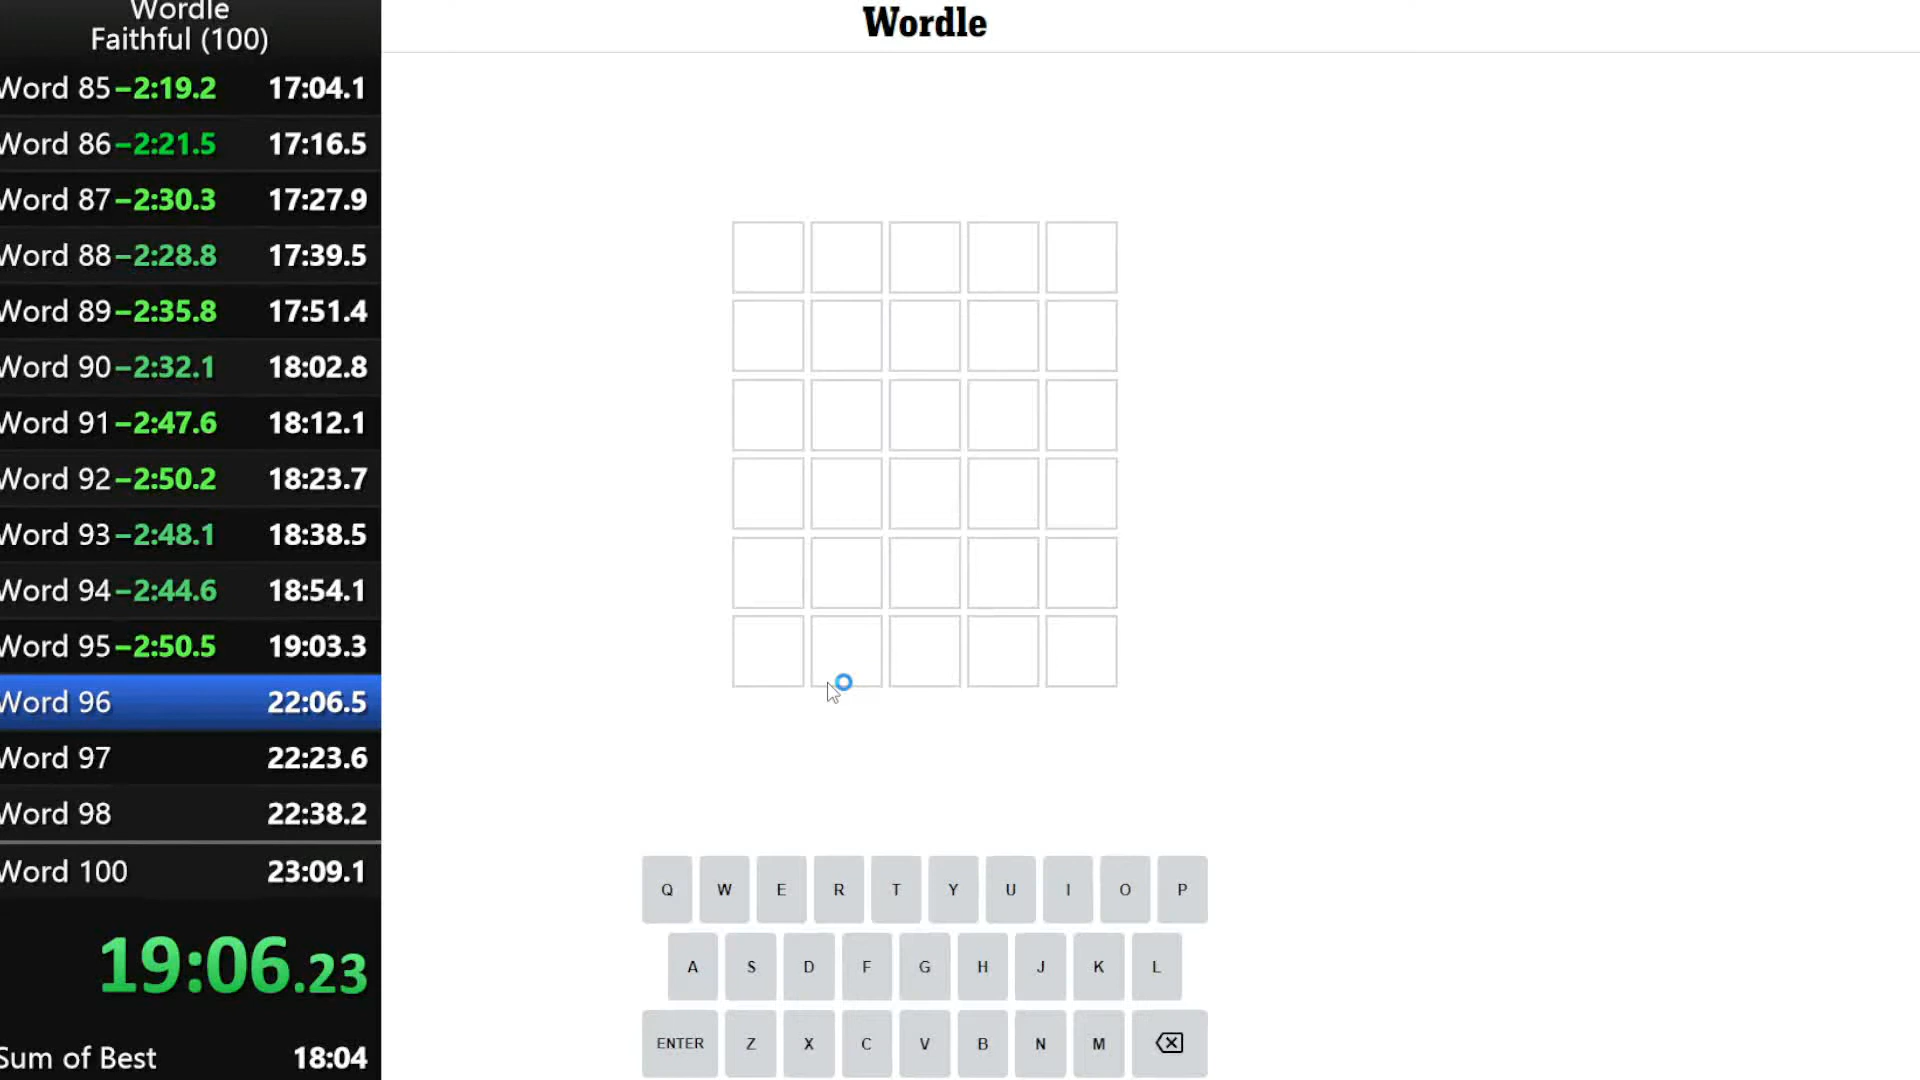 Wordle
Faithful (100)
Word 85 −2:19.2 17:04.1
Word 86 −2:21.5 17:16.5
Word 87 −2:30.3 17:27.9
Word 88 −2:28.8 17:39.5
Word 89 −2:35.8 17:51.4
Word 90 −2:32.1 18:02.8
Word 91 −2:47.6 18:12.1
Word 92 −2:50.2 18:23.7
Word 93 −2:48.1 18:38.5
Word 94 −2:44.6 18:54.1
Word 95 −2:50.5 19:03.3
Word 96 22:06.5
Word 97 22:23.6
Word 98 22:38.2
Word 100 23:09.1
19:06.23
Sum of Best 18:04
Wordle
Q W E R T Y U I O P
A S D F G H J K L
ENTER Z X C V B N M